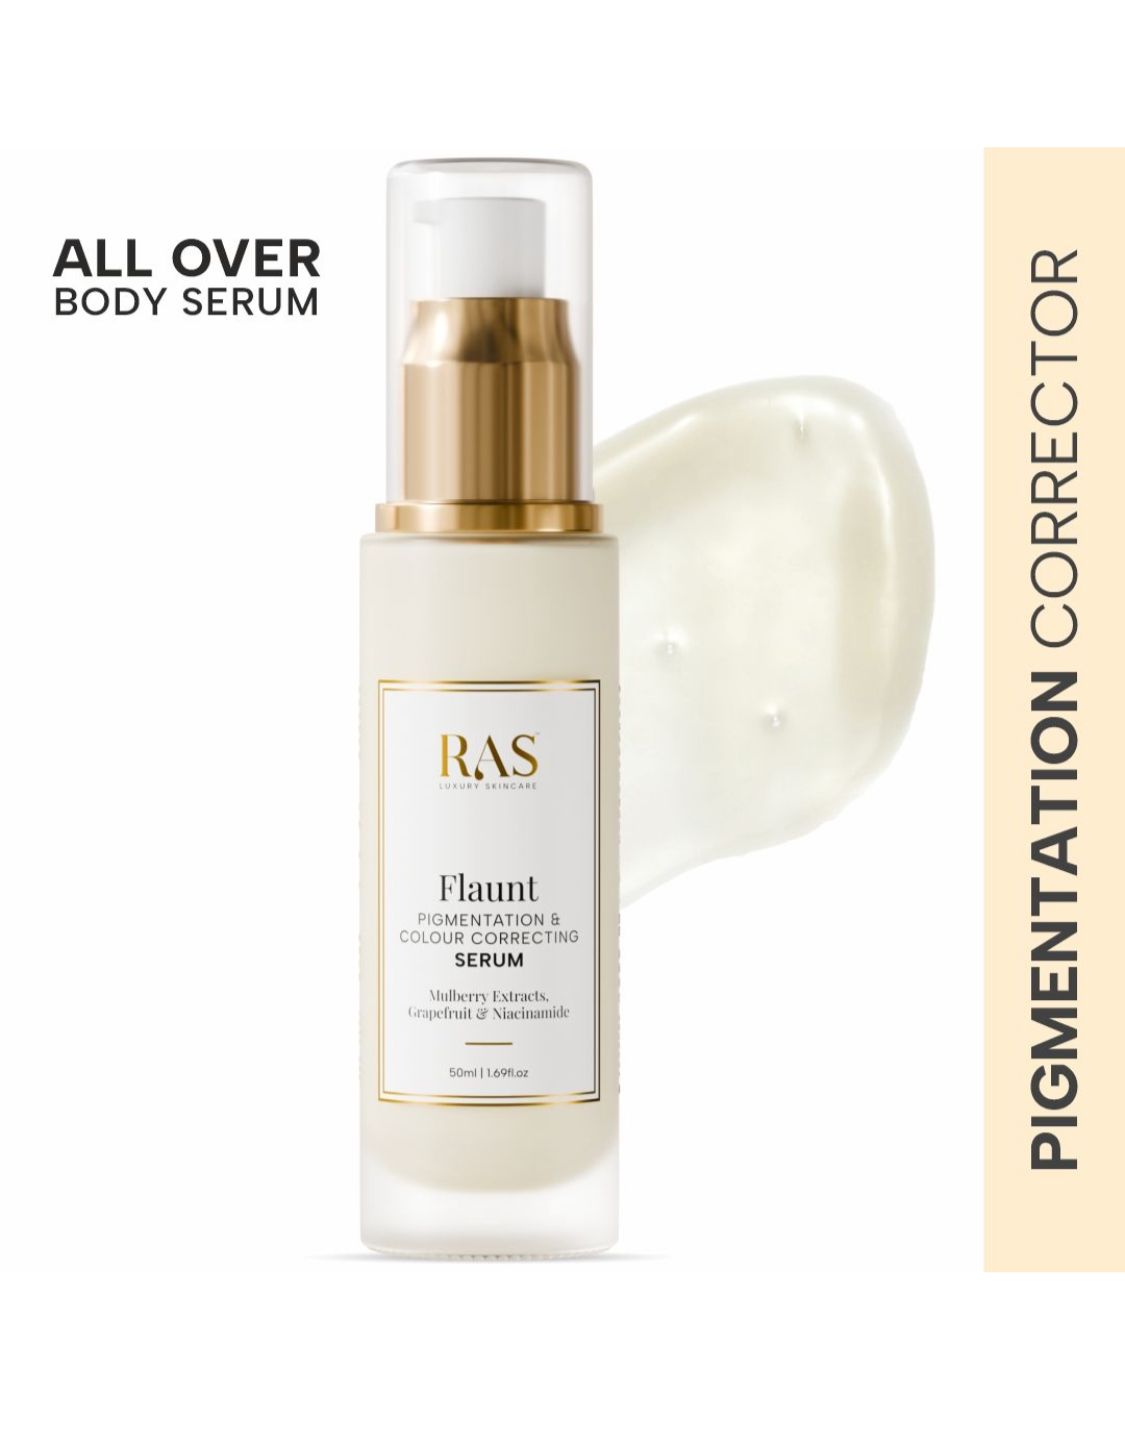 ALL OVER
BODY SERUM
RAS™
LUXURY SKINCARE
Flaunt
PIGMENTATION &
COLOUR CORRECTING
SERUM
Mulberry Extracts,
Grapefruit & Niacinamide
50ml | 1.69fl.oz
PIGMENTATION CORRECTOR